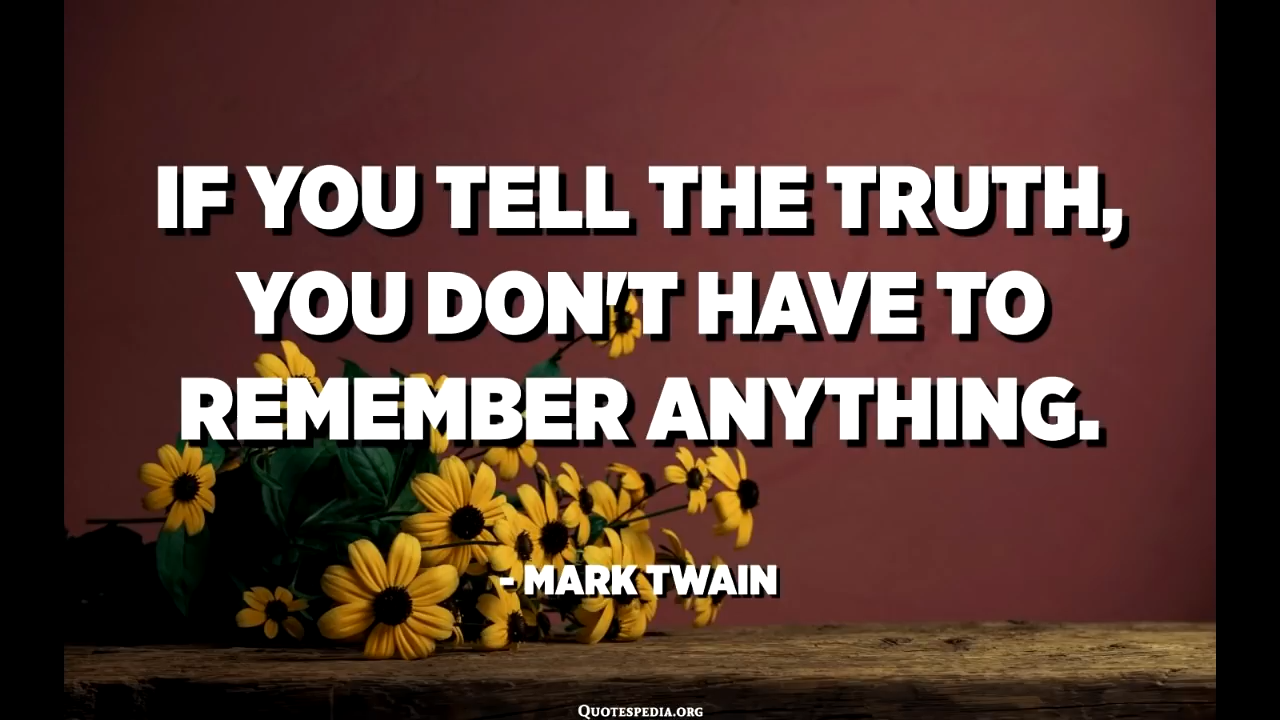 IF YOU TELL THE TRUTH,
YOU DON'T HAVE TO
REMEMBER ANYTHING.
- MARK TWAIN
QUOTESPEDIA.ORG